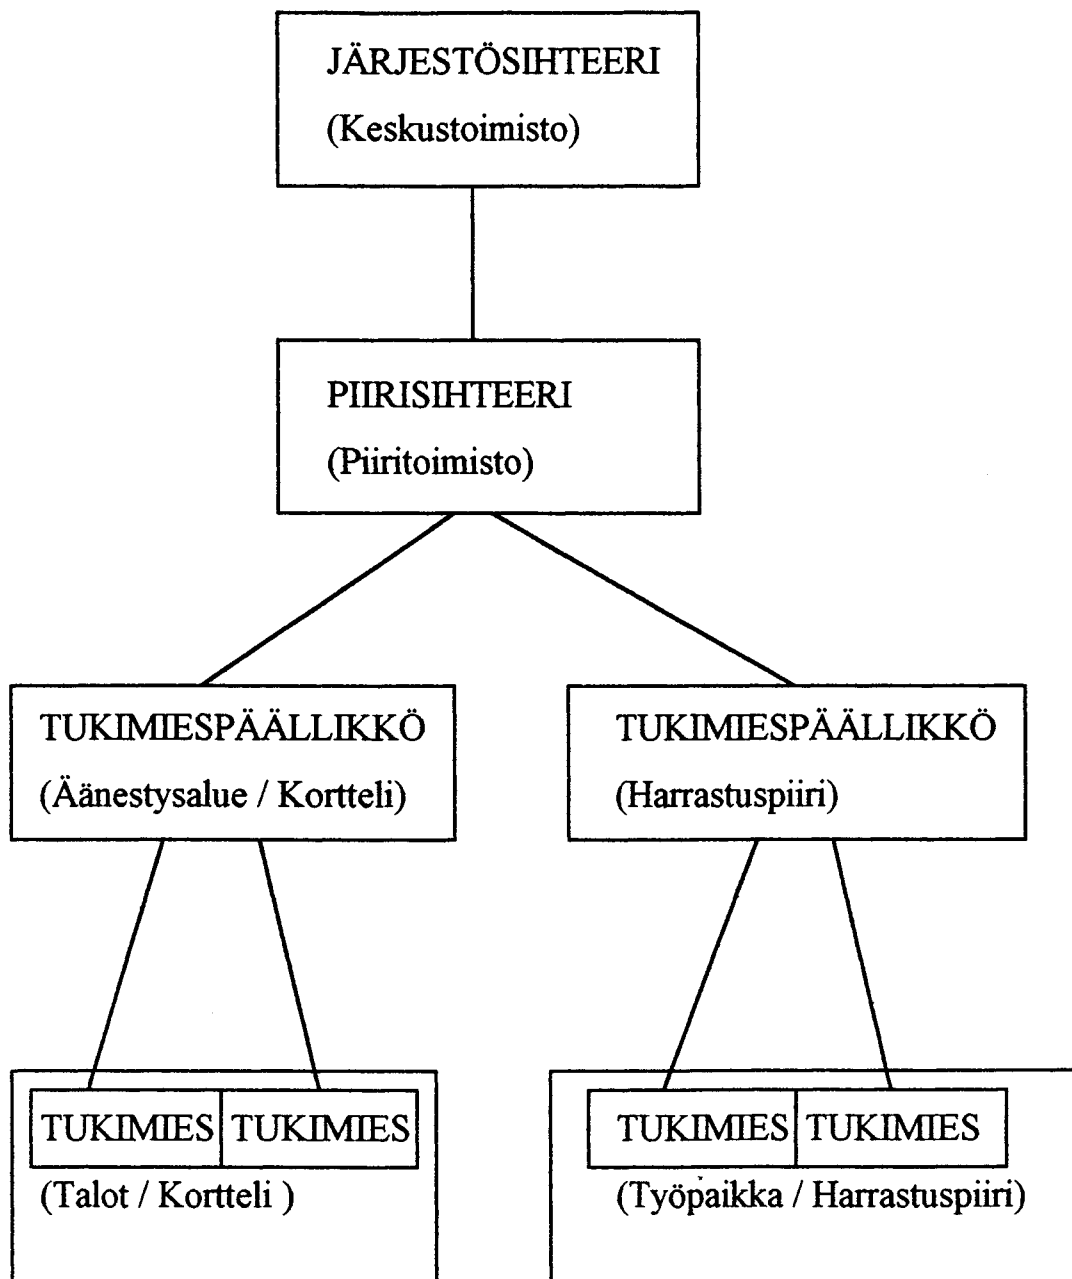 JÄRJESTÖSIHTEERI
(Keskustoimisto)
PIIRISIHTEERI
(Piiritoimisto)
TUKIMIESPÄÄLLIKKÖ
(Äänestysalue / Kortteli)
TUKIMIESPÄÄLLIKKÖ
(Harrastuspiiri)
TUKIMIES TUKIMIES
(Talot / Kortteli )
TUKIMIES TUKIMIES
(Työpaikka / Harrastuspiiri)